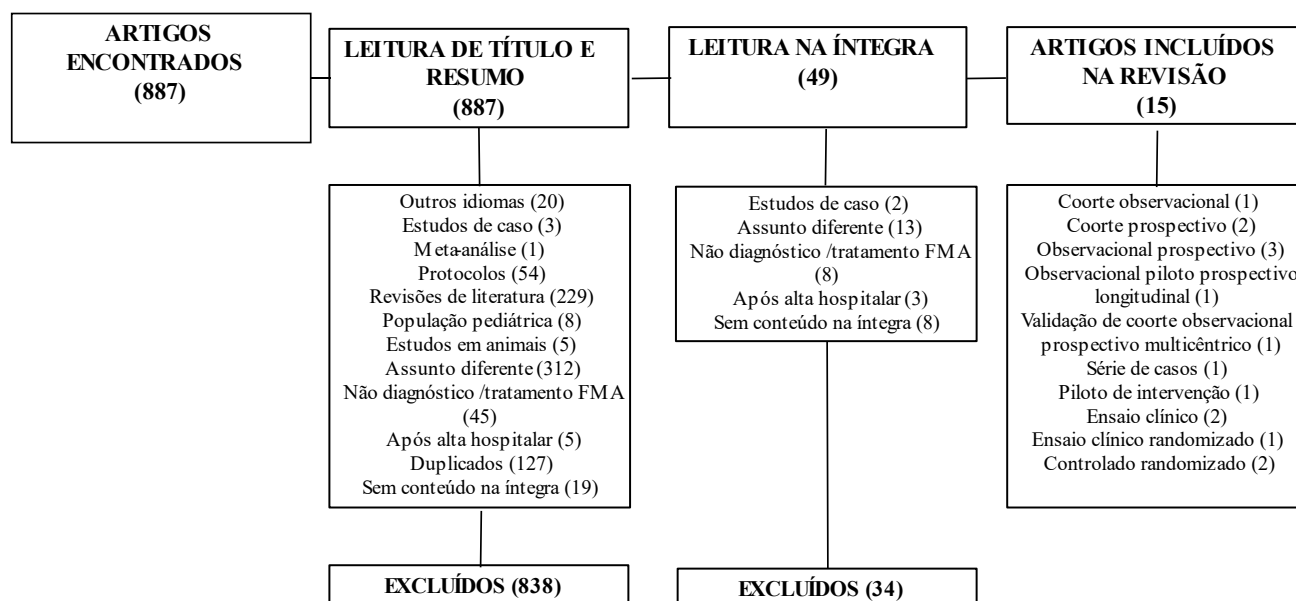 ARTIGOS
ENCONTRADOS
(887)
LEITURA DE TÍTULO E
RESUMO
(887)
LEITURA NA ÍNTEGRA
(49)
ARTIGOS INCLUÍDOS
NA REVISÃO
(15)
Outros idiomas (20)
Estudos de caso (3)
Meta-análise (1)
Protocolos (54)
Revisões de literatura (229)
População pediátrica (8)
Estudos em animais (5)
Assunto diferente (312)
Não diagnóstico /tratamento FMA
(45)
Após alta hospitalar (5)
Duplicados (127)
Sem conteúdo na íntegra (19)
Estudos de caso (2)
Assunto diferente (13)
Não diagnóstico /tratamento FMA
(8)
Após alta hospitalar (3)
Sem conteúdo na íntegra (8)
Coorte observacional (1)
Coorte prospectivo (2)
Observacional prospectivo (3)
Observacional piloto prospectivo
longitudinal (1)
Validação de coorte observacional
prospectivo multicêntrico (1)
Série de casos (1)
Piloto de intervenção (1)
Ensaio clínico (2)
Ensaio clínico randomizado (1)
Controlado randomizado (2)
EXCLUÍDOS (838)
EXCLUÍDOS (34)